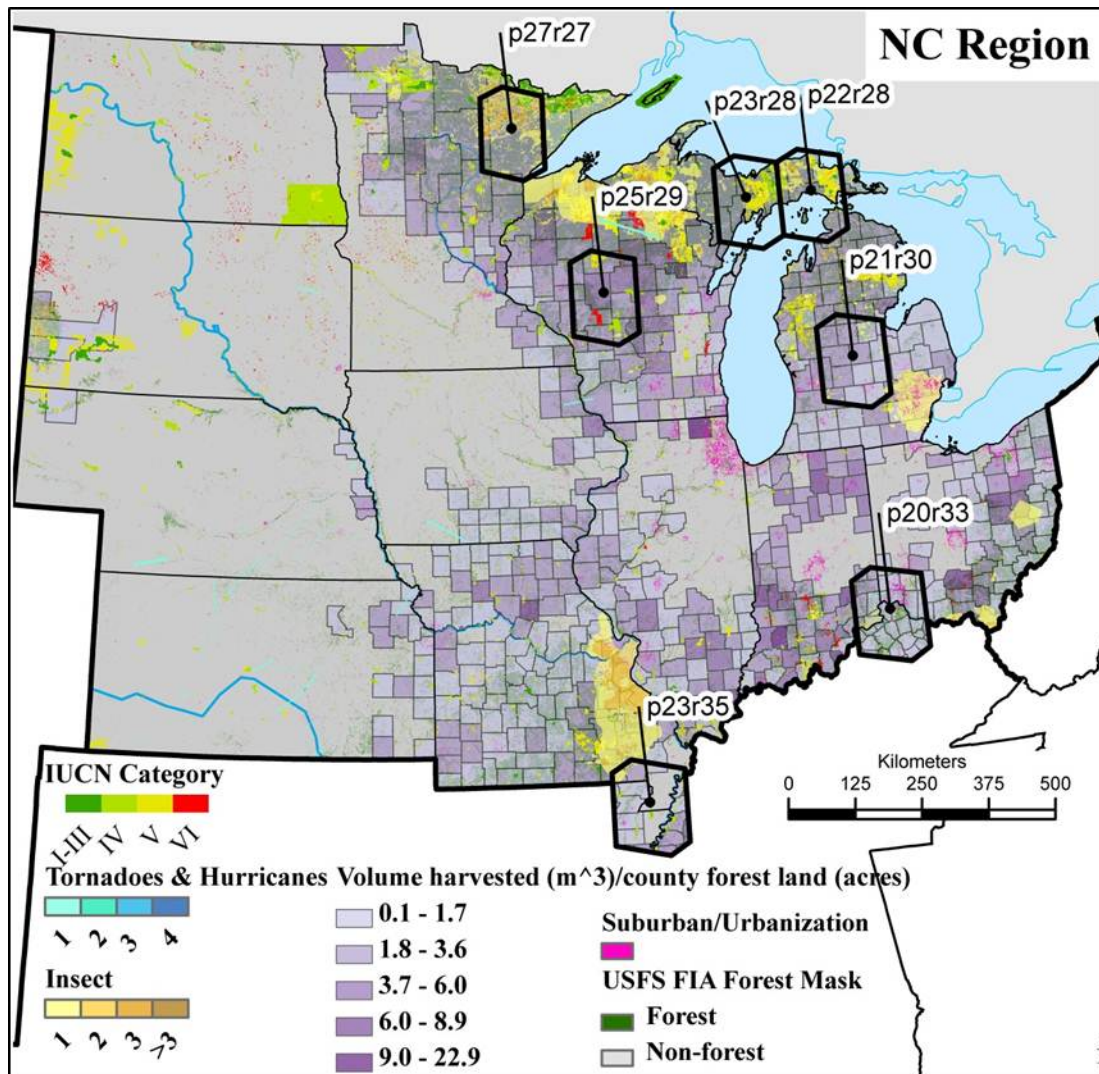 NC Region
p27r27
p23r28
p22r28
p25r29
p21r30
p20r33
p23r35
Kilometers
0 125 250 375 500
IUCN Category
I-III IV V VI
Tornadoes & Hurricanes
1 2 3 4
Insect
1 2 3 >3
Volume harvested (m^3)/county forest land (acres)
0.1 - 1.7
1.8 - 3.6
3.7 - 6.0
6.0 - 8.9
9.0 - 22.9
Suburban/Urbanization
USFS FIA Forest Mask
Forest
Non-forest